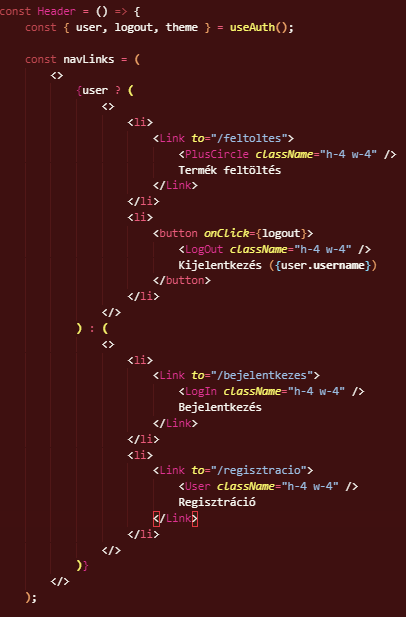 const Header = () => {
    const { user, logout, theme } = useAuth();

    const navLinks = (
        <>
            {user ? (
                <>
                    <li>
                        <Link to="/feltoltes">
                            <PlusCircle className="h-4 w-4" />
                            Termék feltöltés
                        </Link>
                    </li>
                    <li>
                        <button onClick={logout}>
                            <LogOut className="h-4 w-4" />
                            Kijelentkezés ({user.username})
                        </button>
                    </li>
                </>
            ) : (
                <>
                    <li>
                        <Link to="/bejelentkezes">
                            <LogIn className="h-4 w-4" />
                            Bejelentkezés
                        </Link>
                    </li>
                    <li>
                        <Link to="/regisztracio">
                            <User className="h-4 w-4" />
                            Regisztráció
                        </Link>
                    </li>
                </>
            )}
        </>
    );